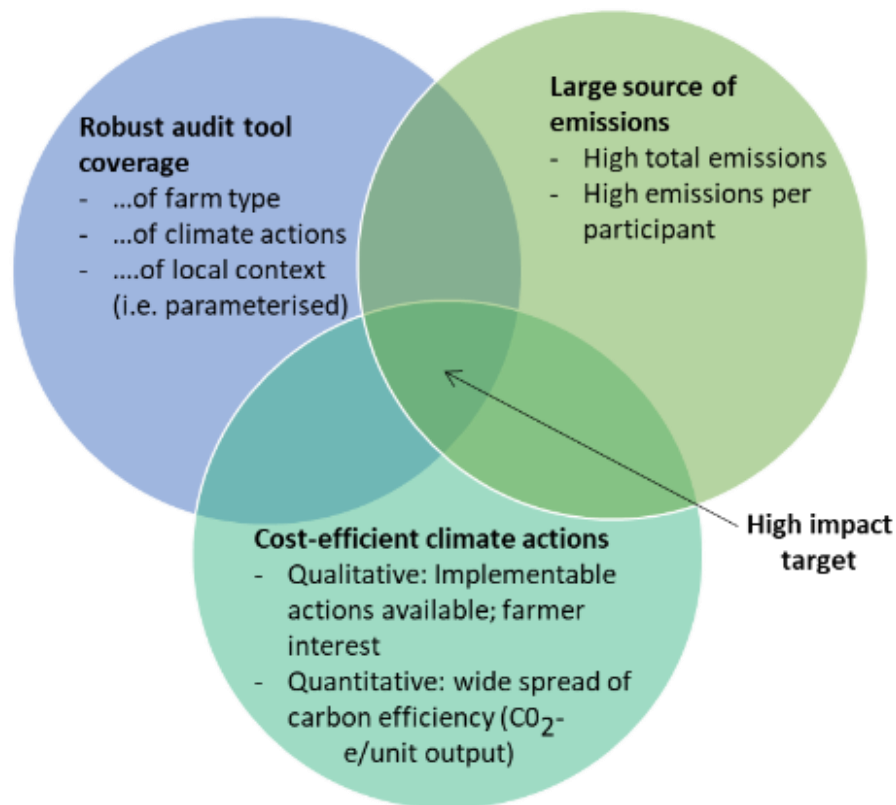 Robust audit tool
coverage
- ...of farm type
- ...of climate actions
- ....of local context
(i.e. parameterised)
Large source of
emissions
- High total emissions
- High emissions per
participant
High impact
target
Cost-efficient climate actions
- Qualitative: Implementable
actions available; farmer
interest
- Quantitative: wide spread of
carbon efficiency (C0₂-
e/unit output)